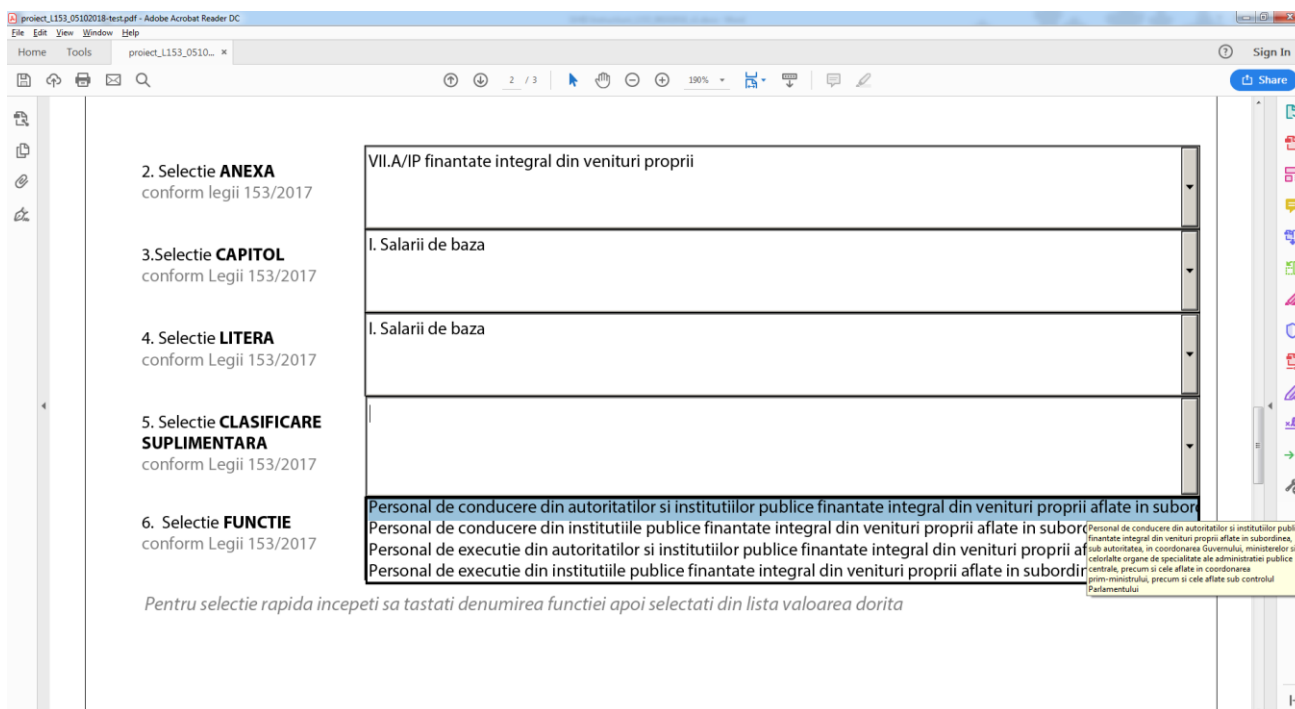 proiect_L153_05102018-test.pdf - Adobe Acrobat Reader DC
File Edit View Window Help
Home Tools proiect_L153_0510... × ? Sign In
2 / 3 190% Share
2. Selectie ANEXA
conform legii 153/2017
VII.A/IP finantate integral din venituri proprii
3.Selectie CAPITOL
conform Legii 153/2017
I. Salarii de baza
4. Selectie LITERA
conform Legii 153/2017
I. Salarii de baza
5. Selectie CLASIFICARE
SUPLIMENTARA
conform Legii 153/2017
6. Selectie FUNCTIE
conform Legii 153/2017
Personal de conducere din autoritatilor si institutiilor publice finantate integral din venituri proprii aflate in subor
Personal de conducere din institutiile publice finantate integral din venituri proprii aflate in subor
Personal de executie din autoritatilor si institutiilor publice finantate integral din venituri proprii af
Personal de executie din institutiile publice finantate integral din venituri proprii aflate in subordi
Personal de conducere din autoritatilor si institutiilor publi
finantate integral din venituri proprii aflate in subordinea,
sub autoritatea, in coordonarea Guvernului, ministerelor si
celorlalte organe de specialitate ale administratiei publice
centrale, precum si cele aflate in coordonarea
prim-ministrului, precum si cele aflate sub controlul
Parlamentului
Pentru selectie rapida incepeti sa tastati denumirea functiei apoi selectati din lista valoarea dorita